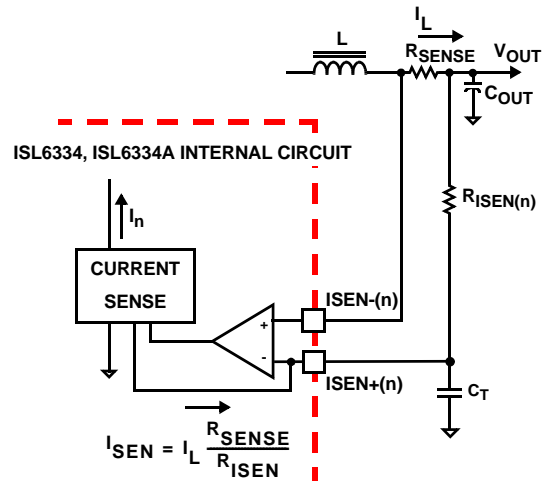 I_L
L
R_SENSE
V_OUT
C_OUT
ISL6334, ISL6334A INTERNAL CIRCUIT
R_ISEN(n)
I_n
CURRENT
SENSE
ISEN-(n)
+
-
ISEN+(n)
C_T
I_SEN = I_L R_SENSE / R_ISEN